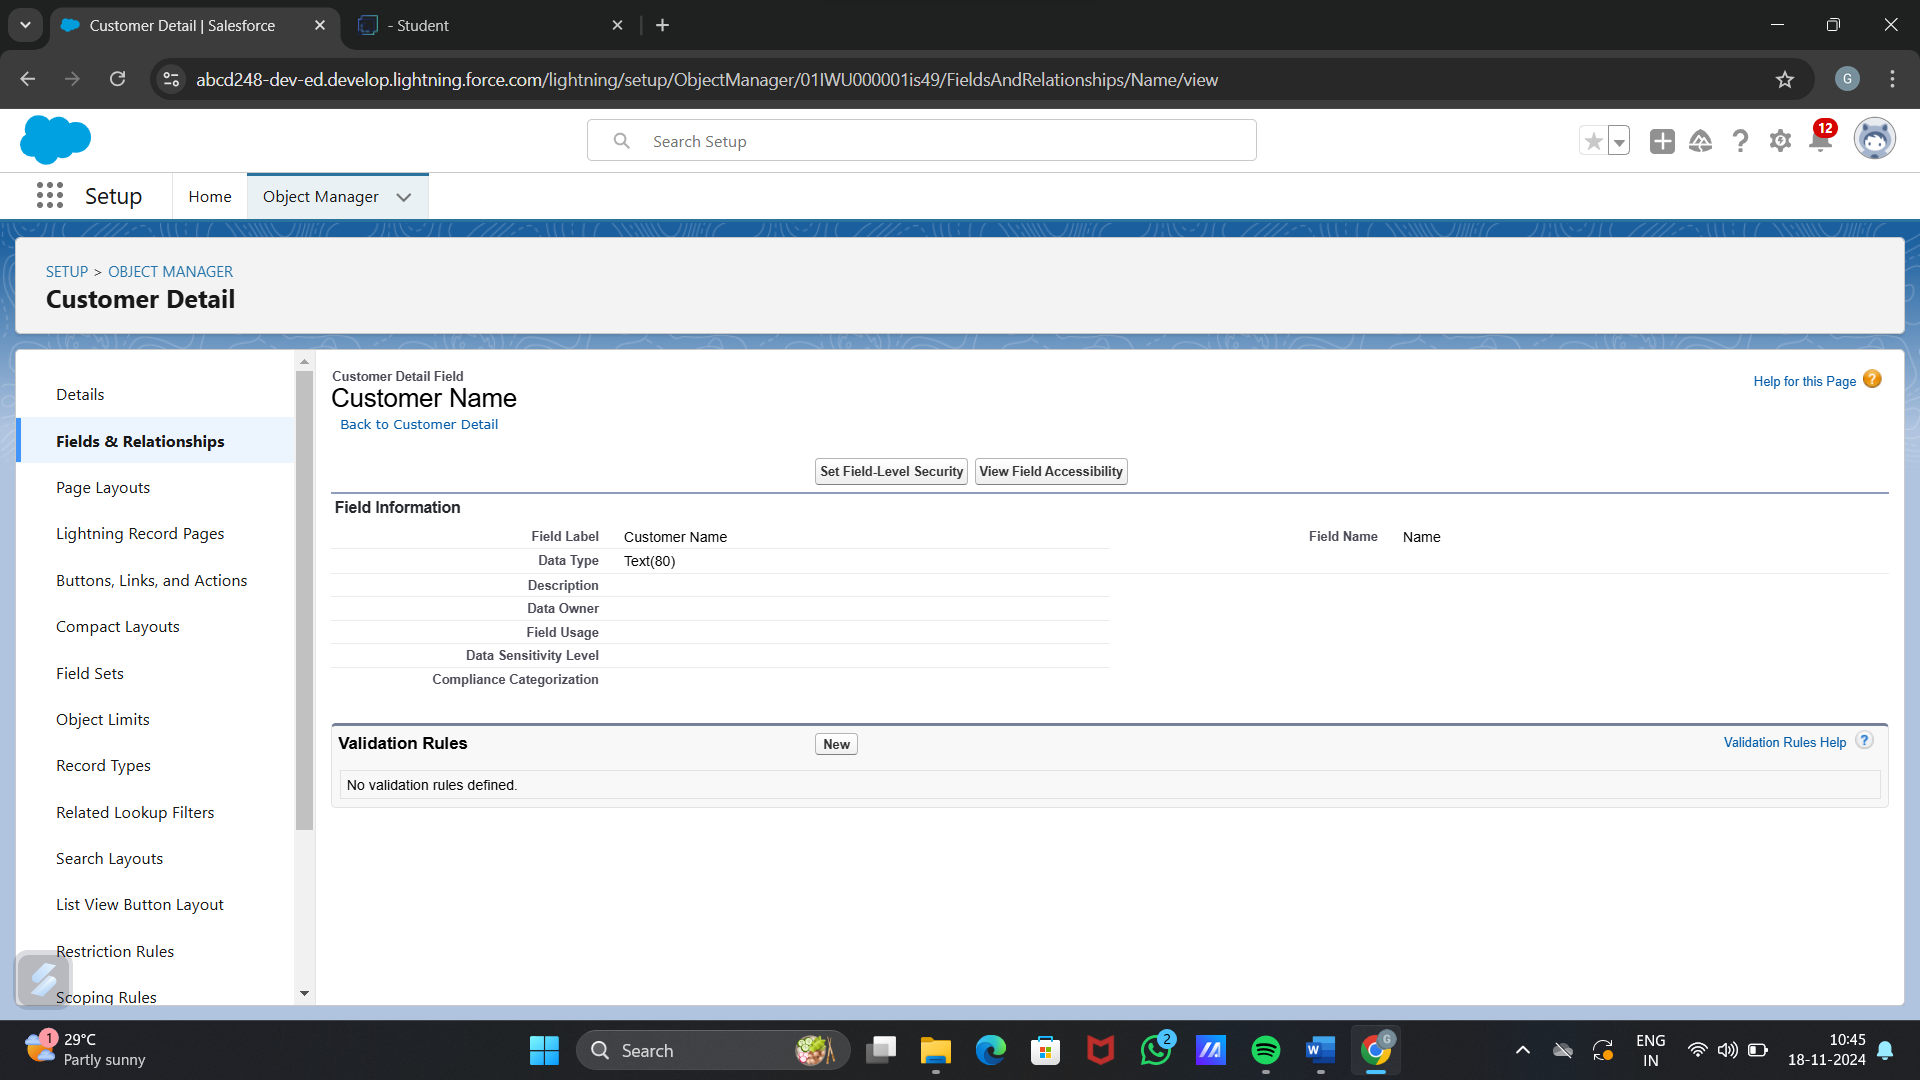 Customer Detail | Salesforce
- Student
abcd248-dev-ed.develop.lightning.force.com/lightning/setup/ObjectManager/01IWU000001is49/FieldsAndRelationships/Name/view
G
Search Setup
12
Setup
Home
Object Manager
SETUP > OBJECT MANAGER
Customer Detail
Details
Fields & Relationships
Page Layouts
Lightning Record Pages
Buttons, Links, and Actions
Compact Layouts
Field Sets
Object Limits
Record Types
Related Lookup Filters
Search Layouts
List View Button Layout
Restriction Rules
Scoping Rules
Customer Detail Field
Customer Name
Back to Customer Detail
Help for this Page ?
Set Field-Level Security View Field Accessibility
Field Information
Field Label Customer Name Field Name Name
Data Type Text(80)
Description
Data Owner
Field Usage
Data Sensitivity Level
Compliance Categorization
Validation Rules New Validation Rules Help ?
No validation rules defined.
1
29°C
Partly sunny
Search
2
W
G
ENG
IN
10:45
18-11-2024